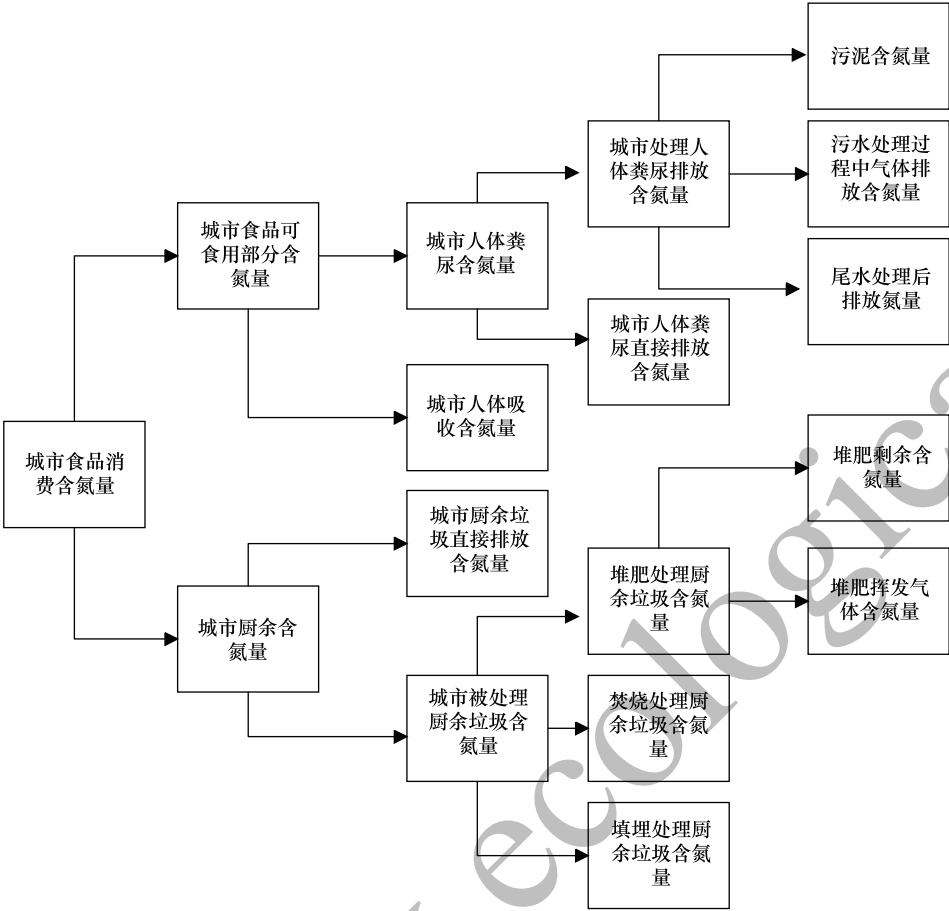 污泥含氮量
城市处理人
体粪尿排放
含氮量
污水处理过
程中气体排
放含氮量
城市食品可
食用部分含
氮量
城市人体粪
尿含氮量
尾水处理后
排放氮量
城市人体粪
尿直接排放
含氮量
城市人体吸
收含氮量
城市食品消
费含氮量
堆肥剩余含
氮量
城市厨余垃
圾直接排放
含氮量
堆肥处理厨
余垃圾含氮
量
堆肥挥发气
体含氮量
城市厨余含
氮量
城市被处理
厨余垃圾含
氮量
焚烧处理厨
余垃圾含氮
量
填埋处理厨
余垃圾含氮
量
ecologica